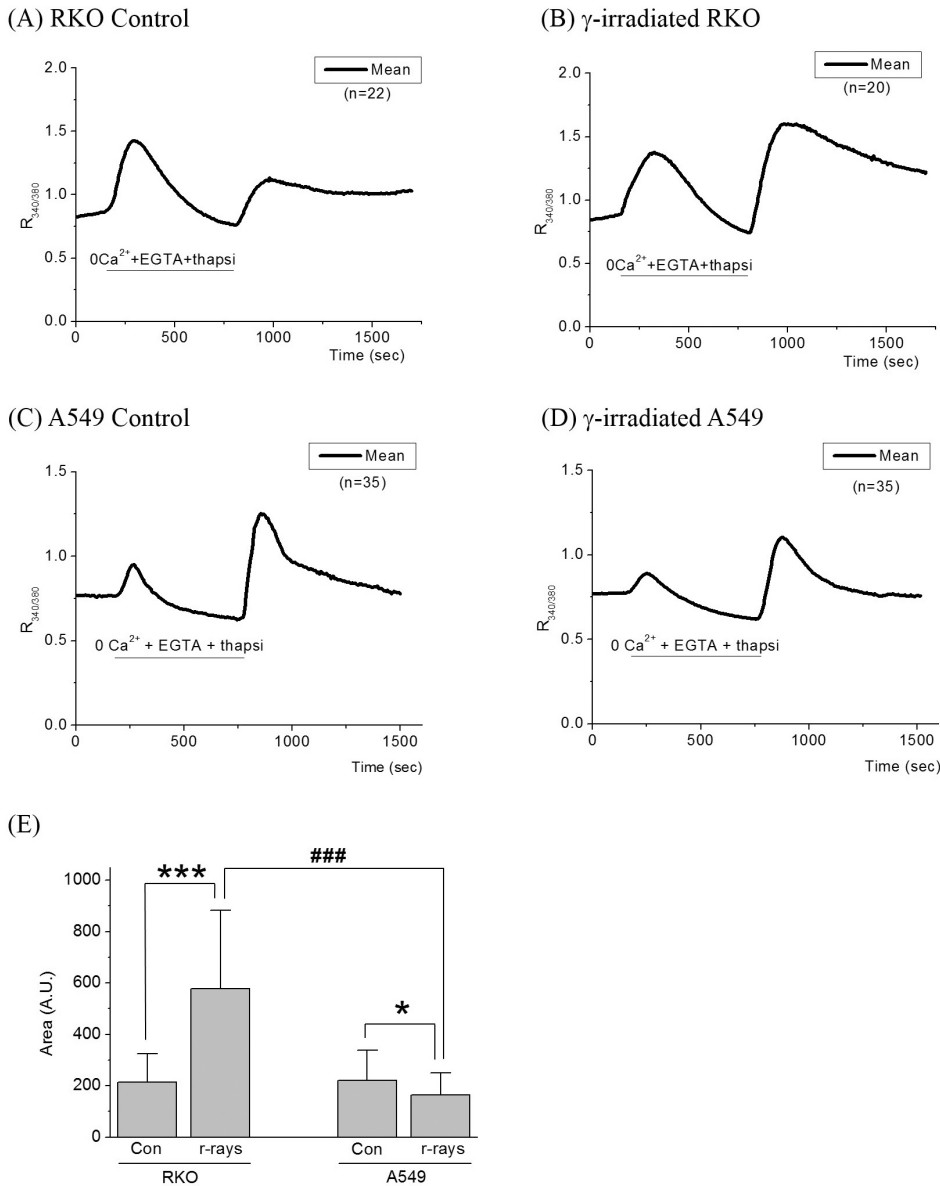 (A) RKO Control
Mean
(n=22)
2.0
1.5
1.0
0.5
0.0
R340/380
0Ca2++EGTA+thapsi
0 500 1000 1500
Time (sec)
(B) γ-irradiated RKO
Mean
(n=20)
2.0
1.5
1.0
0.5
0.0
R340/380
0Ca2++EGTA+thapsi
0 500 1000 1500
Time (sec)
(C) A549 Control
Mean
(n=35)
1.5
1.0
0.5
0.0
R340/380
0 Ca2+ + EGTA + thapsi
0 500 1000 1500
Time (sec)
(D) γ-irradiated A549
Mean
(n=35)
1.5
1.0
0.5
0.0
R340/380
0 Ca2+ + EGTA + thapsi
0 500 1000 1500
Time (sec)
(E)
###
***
*
1000
800
600
400
200
0
Area (A.U.)
Con r-rays Con r-rays
RKO A549